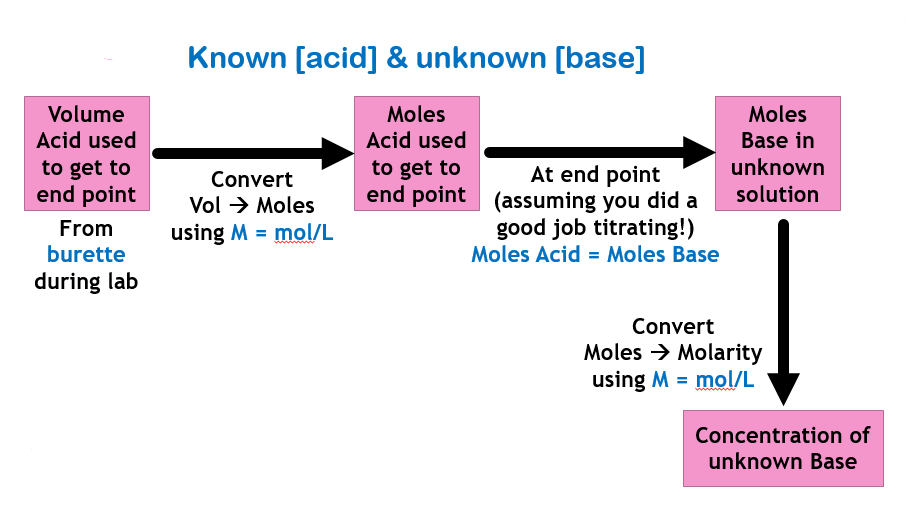 Known [acid] & unknown [base]
Volume
Acid used
to get to
end point
From
burette
during lab
Convert
Vol → Moles
using M = mol/L
Moles
Acid used
to get to
end point
At end point
(assuming you did a
good job titrating!)
Moles Acid = Moles Base
Moles
Base in
unknown
solution
Convert
Moles → Molarity
using M = mol/L
Concentration of
unknown Base